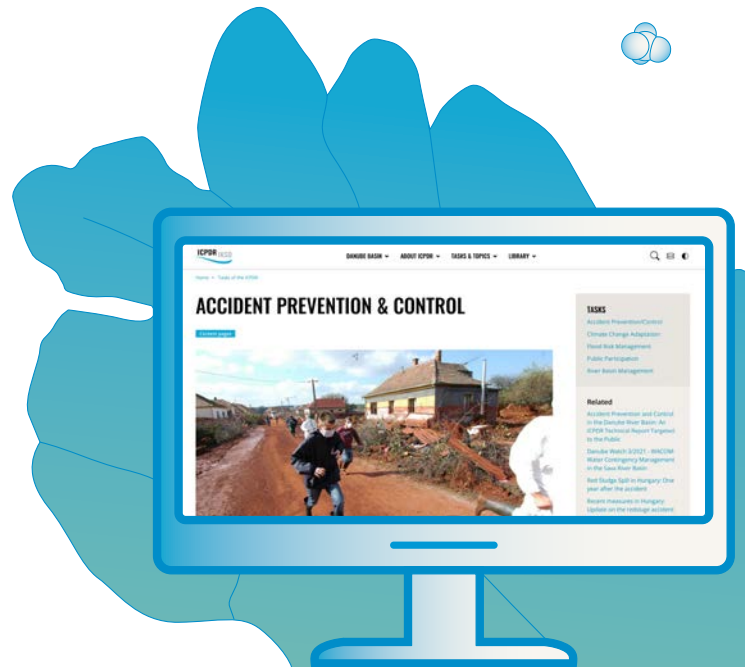 ICPDR IKSD
DANUBE BASIN
ABOUT ICPDR
TASKS & TOPICS
LIBRARY
Home > Tasks of the ICPDR
ACCIDENT PREVENTION & CONTROL
Content pages
TASKS
Accident Prevention/Control
Climate Change Adaptation
Flood Risk Management
Public Participation
River Basin Management
Related
Accident Prevention and Control
in the Danube River Basin: An
ICPDR Technical Report Targeted
to the Public
Danube Watch 3/2021 - WACOM
Water Contingency Management
in the Sava River Basin
Red Sludge Spill in Hungary: One
year after the accident
Recent measures in Hungary:
Update on the redsluge accident